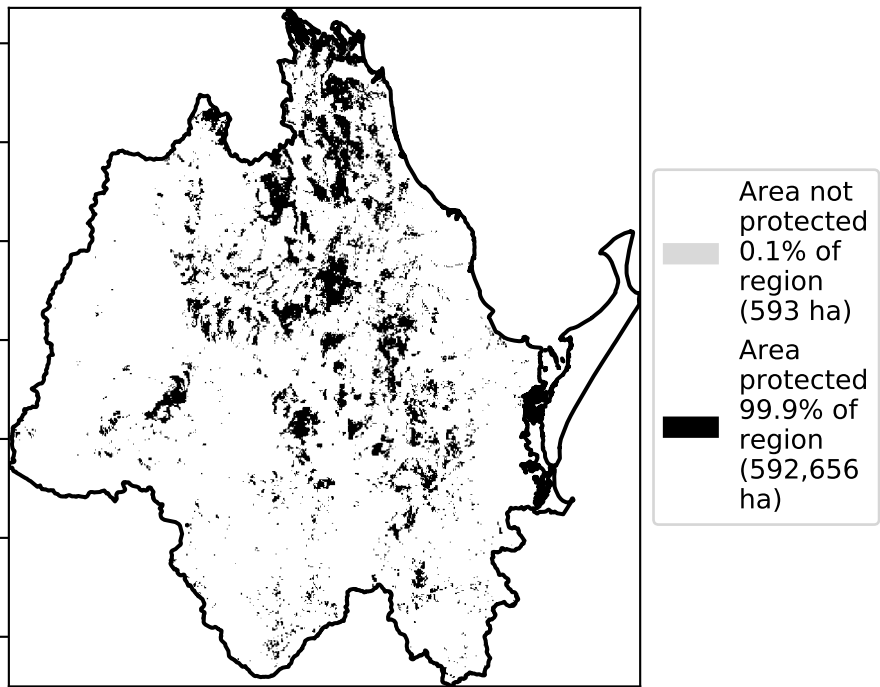 Area not
protected
0.1% of
region
(593 ha)
Area
protected
99.9% of
region
(592,656
ha)